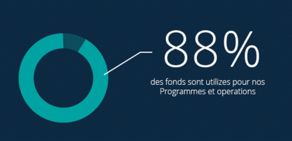 88%
des fonds sont utilizes pour nos
Programmes et operations